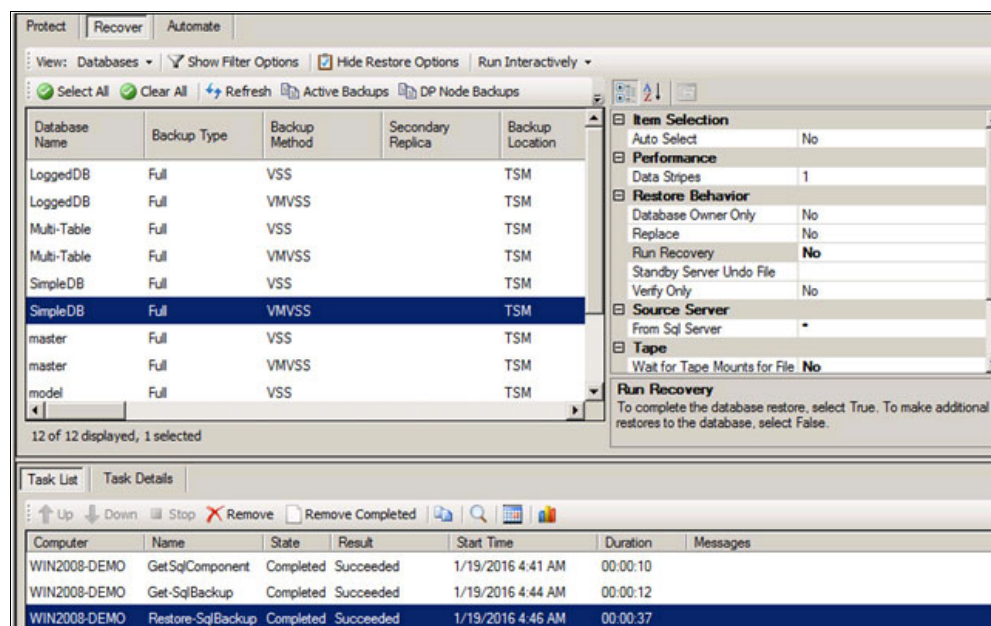 Protect Recover Automate
View: Databases Show Filter Options Hide Restore Options Run Interactively
Select All Clear All Refresh Active Backups DP Node Backups
Database Name Backup Type Backup Method Secondary Replica Backup Location
LoggedDB Full VSS TSM
LoggedDB Full VMVSS TSM
Multi-Table Full VSS TSM
Multi-Table Full VMVSS TSM
SimpleDB Full VSS TSM
SimpleDB Full VMVSS TSM
master Full VSS TSM
master Full VMVSS TSM
model Full VSS TSM
12 of 12 displayed, 1 selected
Item Selection
Auto Select No
Performance
Data Stripes 1
Restore Behavior
Database Owner Only No
Replace No
Run Recovery No
Standby Server Undo File
Verify Only No
Source Server
From Sql Server *
Tape
Wait for Tape Mounts for File No
Run Recovery
To complete the database restore, select True. To make additional
restores to the database, select False.
Task List Task Details
Up Down Stop Remove Remove Completed
Computer Name State Result Start Time Duration Messages
WIN2008-DEMO GetSqlComponent Completed Succeeded 1/19/2016 4:41 AM 00:00:10
WIN2008-DEMO Get-SqlBackup Completed Succeeded 1/19/2016 4:44 AM 00:00:12
WIN2008-DEMO Restore-SqlBackup Completed Succeeded 1/19/2016 4:46 AM 00:00:37